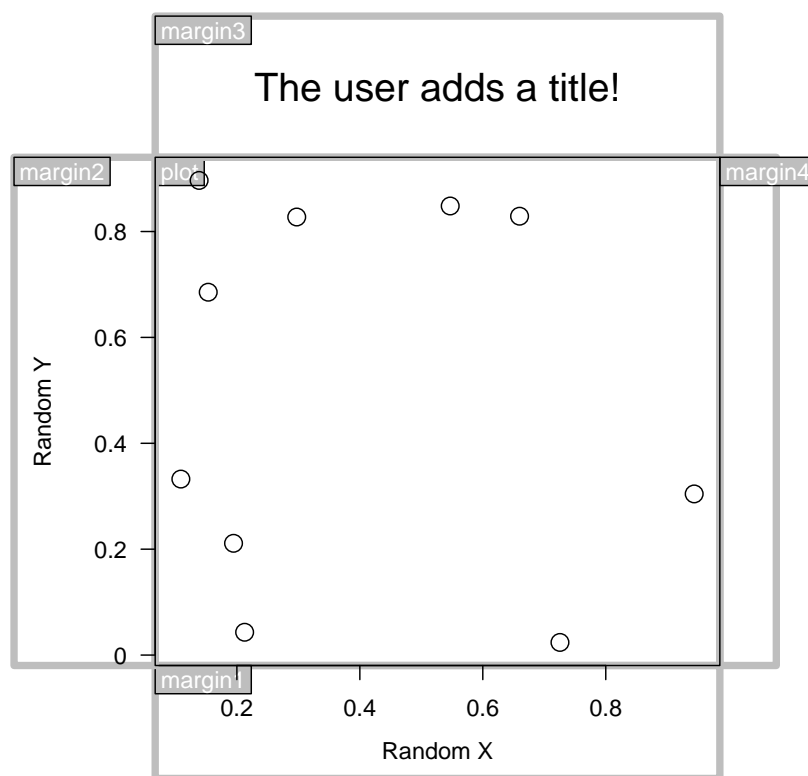 margin3
The user adds a title!
margin2
plot
margin4
0.8
0.6
0.4
0.2
0
Random Y
margin1
0.2 0.4 0.6 0.8
Random X